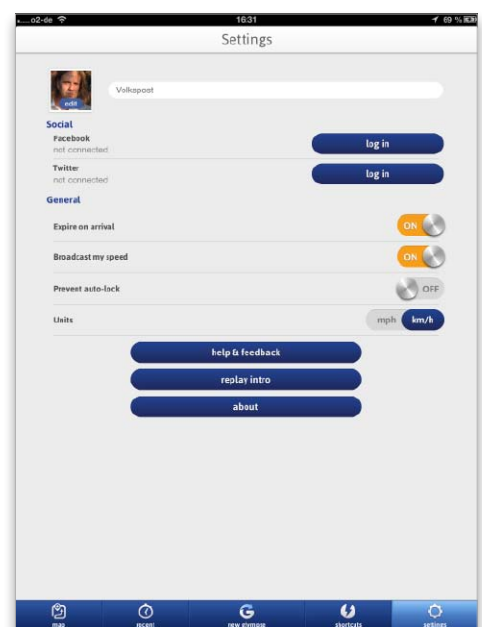 o2-de 16:31 69 %
Settings
edit
Volkspost
Social
Facebook
not connected
log in
Twitter
not connected
log in
General
Expire on arrival
ON
Broadcast my speed
ON
Prevent auto-lock
OFF
Units
mph km/h
help & feedback
replay intro
about
map recent new glympse shortcuts settings